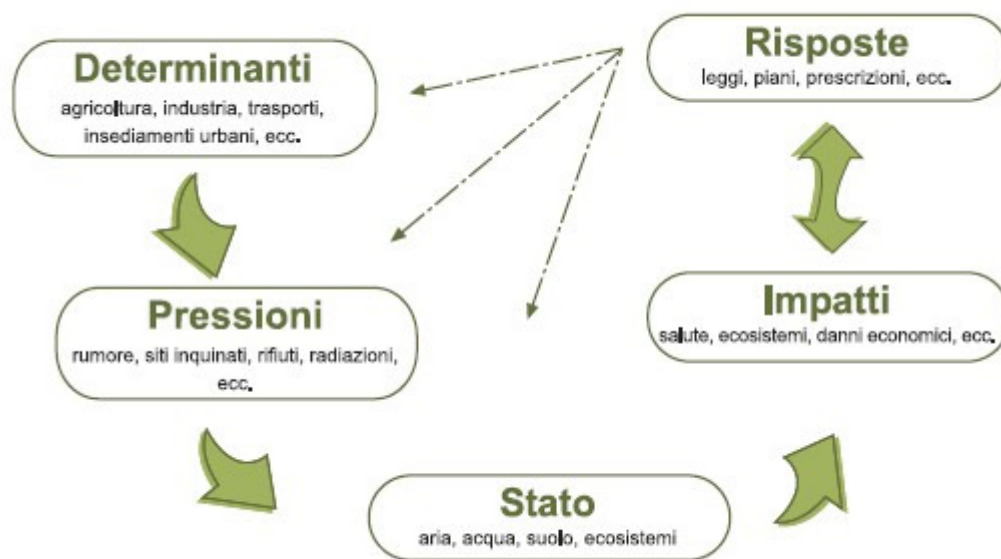 Determinanti
agricoltura, industria, trasporti,
insediamenti urbani, ecc.
Risposte
leggi, piani, prescrizioni, ecc.
Pressioni
rumore, siti inquinati, rifiuti, radiazioni,
ecc.
Impatti
salute, ecosistemi, danni economici, ecc.
Stato
aria, acqua, suolo, ecosistemi